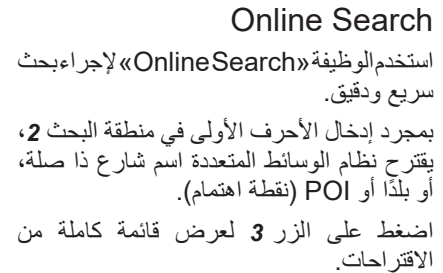 Online Search
استخدم الوظيفة «OnlineSearch» لإجراء بحث
سريع ودقيق.
بمجرد إدخال الأحرف الأولى في منطقة البحث 2،
يقترح نظام الوسائط المتعددة اسم شارع ذا صلة،
أو بلدًا أو POI (نقطة اهتمام).
اضغط على الزر 3 لعرض قائمة كاملة من
الاقتراحات.